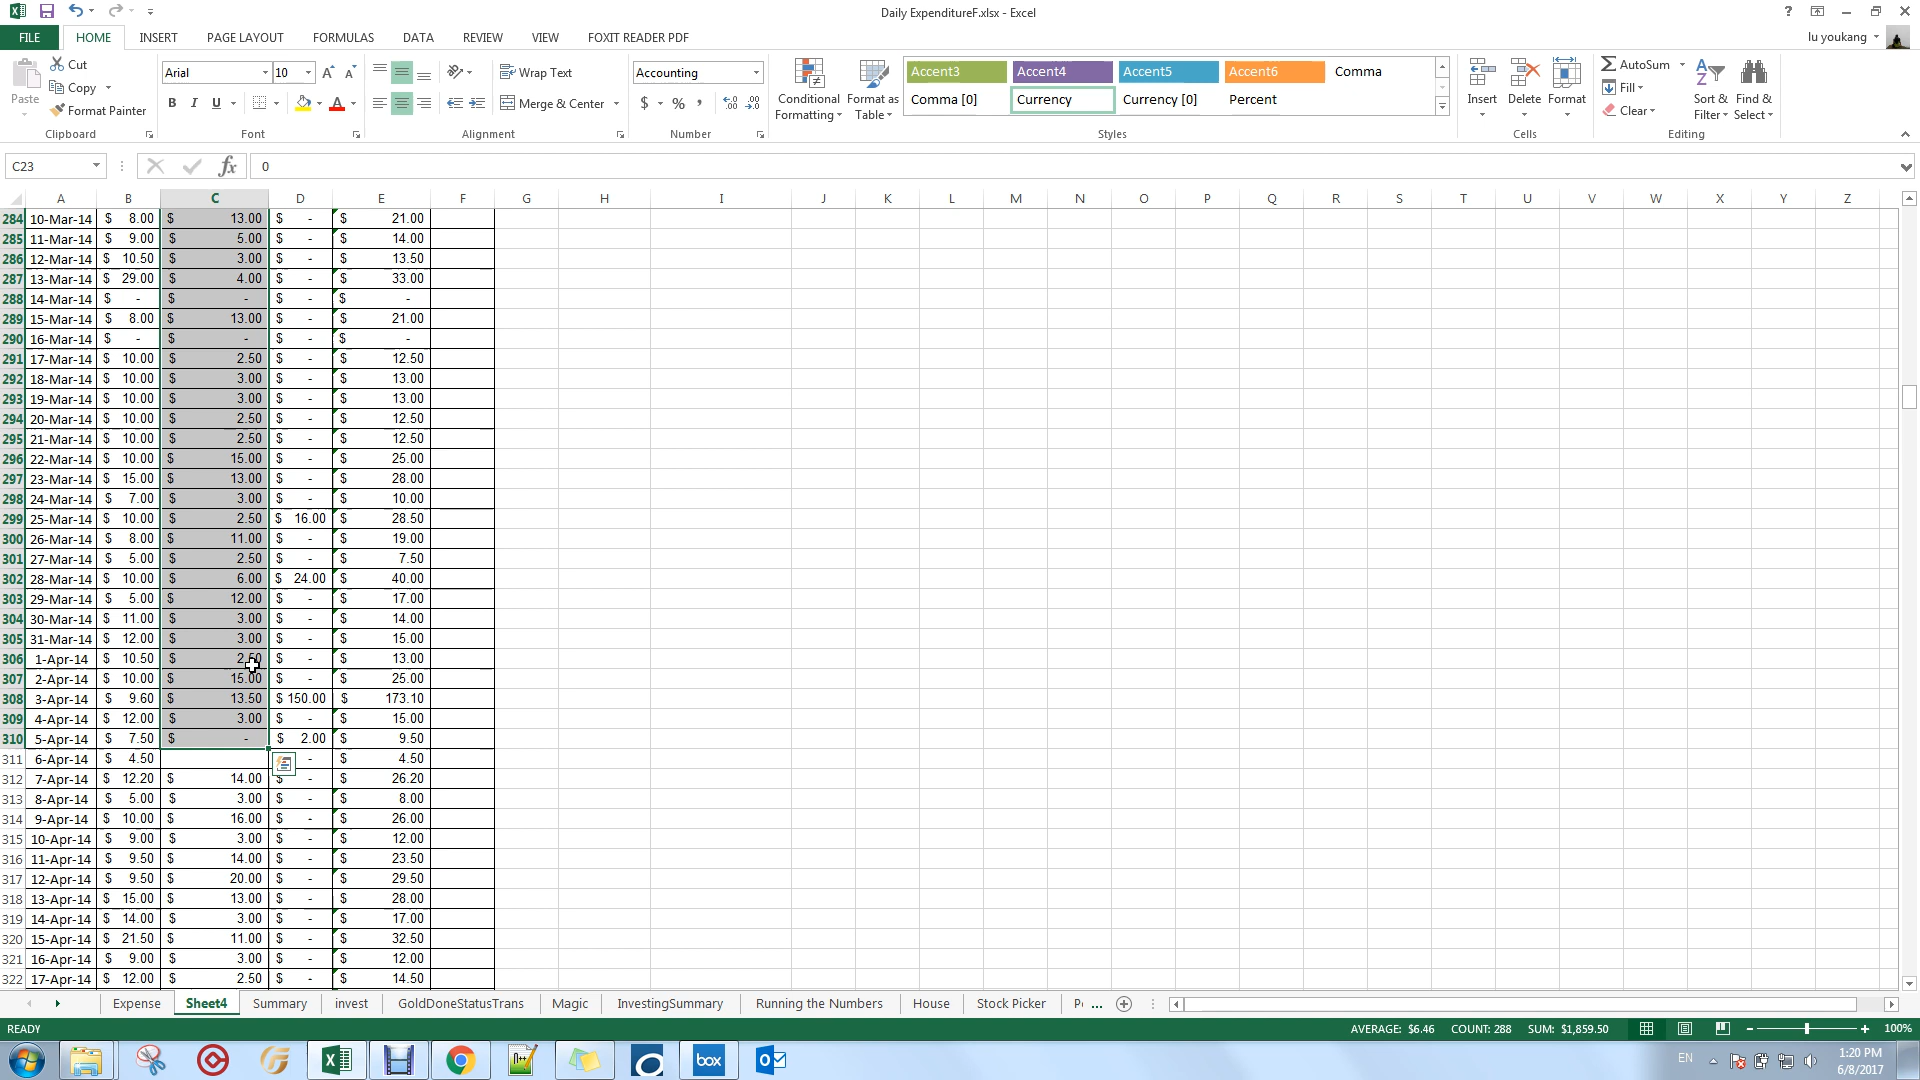 Daily ExpenditureF.xlsx - Excel
FILE HOME INSERT PAGE LAYOUT FORMULAS DATA REVIEW VIEW FOXIT READER PDF lu youkang
Paste Cut Copy Format Painter Clipboard
Arial 10 B I U Font
Wrap Text Merge & Center Alignment
Accounting $ % , Number
Conditional Formatting Format as Table
Accent3 Accent4 Accent5 Accent6 Comma
Comma [0] Currency Currency [0] Percent
Styles
Insert Delete Format Cells
AutoSum Fill Clear Sort & Filter Find & Select Editing
C23 fx 0
A B C D E F G H I J K L M N O P Q R S T U V W X Y Z
284 10-Mar-14 $ 8.00 $ 13.00 $ - $ 21.00
285 11-Mar-14 $ 9.00 $ 5.00 $ - $ 14.00
286 12-Mar-14 $ 10.50 $ 3.00 $ - $ 13.50
287 13-Mar-14 $ 29.00 $ 4.00 $ - $ 33.00
288 14-Mar-14 $ - $ - $ - $ -
289 15-Mar-14 $ 8.00 $ 13.00 $ - $ 21.00
290 16-Mar-14 $ - $ - $ - $ -
291 17-Mar-14 $ 10.00 $ 2.50 $ - $ 12.50
292 18-Mar-14 $ 10.00 $ 3.00 $ - $ 13.00
293 19-Mar-14 $ 10.00 $ 3.00 $ - $ 13.00
294 20-Mar-14 $ 10.00 $ 2.50 $ - $ 12.50
295 21-Mar-14 $ 10.00 $ 2.50 $ - $ 12.50
296 22-Mar-14 $ 10.00 $ 15.00 $ - $ 25.00
297 23-Mar-14 $ 15.00 $ 13.00 $ - $ 28.00
298 24-Mar-14 $ 7.00 $ 3.00 $ - $ 10.00
299 25-Mar-14 $ 10.00 $ 2.50 $ 16.00 $ 28.50
300 26-Mar-14 $ 8.00 $ 11.00 $ - $ 19.00
301 27-Mar-14 $ 5.00 $ 2.50 $ - $ 7.50
302 28-Mar-14 $ 10.00 $ 6.00 $ 24.00 $ 40.00
303 29-Mar-14 $ 5.00 $ 12.00 $ - $ 17.00
304 30-Mar-14 $ 11.00 $ 3.00 $ - $ 14.00
305 31-Mar-14 $ 12.00 $ 3.00 $ - $ 15.00
306 1-Apr-14 $ 10.50 $ 2.50 $ - $ 13.00
307 2-Apr-14 $ 10.00 $ 15.00 $ - $ 25.00
308 3-Apr-14 $ 9.60 $ 13.50 $ 150.00 $ 173.10
309 4-Apr-14 $ 12.00 $ 3.00 $ - $ 15.00
310 5-Apr-14 $ 7.50 $ - $ 2.00 $ 9.50
311 6-Apr-14 $ 4.50 - $ 4.50
312 7-Apr-14 $ 12.20 $ 14.00 $ - $ 26.20
313 8-Apr-14 $ 5.00 $ 3.00 $ - $ 8.00
314 9-Apr-14 $ 10.00 $ 16.00 $ - $ 26.00
315 10-Apr-14 $ 9.00 $ 3.00 $ - $ 12.00
316 11-Apr-14 $ 9.50 $ 14.00 $ - $ 23.50
317 12-Apr-14 $ 9.50 $ 20.00 $ - $ 29.50
318 13-Apr-14 $ 15.00 $ 13.00 $ - $ 28.00
319 14-Apr-14 $ 14.00 $ 3.00 $ - $ 17.00
320 15-Apr-14 $ 21.50 $ 11.00 $ - $ 32.50
321 16-Apr-14 $ 9.00 $ 3.00 $ - $ 12.00
322 17-Apr-14 $ 12.00 $ 2.50 $ - $ 14.50
Expense Sheet4 Summary invest GoldDoneStatusTrans Magic InvestingSummary Running the Numbers House Stock Picker ...
READY AVERAGE: $6.46 COUNT: 288 SUM: $1,859.50 100%
box EN 1:20 PM
6/8/2017